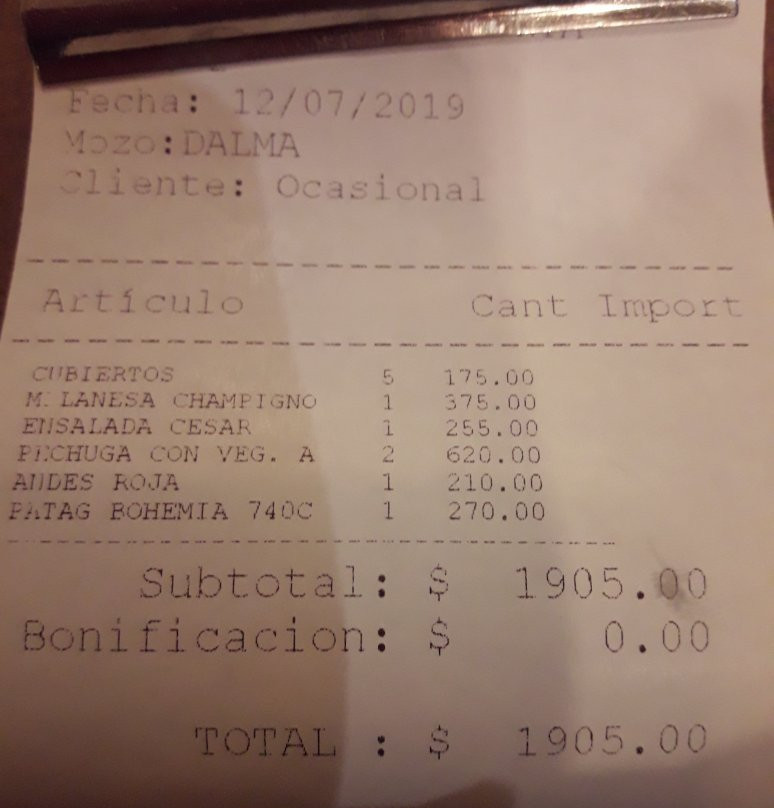 Fecha: 12/07/2019
Mozo:DALMA
Cliente: Ocasional
Artículo Cant Import
CUBIERTOS 5 175.00
MILANESA CHAMPIGNO 1 375.00
ENSALADA CESAR 1 255.00
PECHUGA CON VEG. A 2 620.00
ANDES ROJA 1 210.00
PATAG BOHEMIA 740C 1 270.00
Subtotal: $ 1905.00
Bonificacion: $ 0.00
TOTAL : $ 1905.00